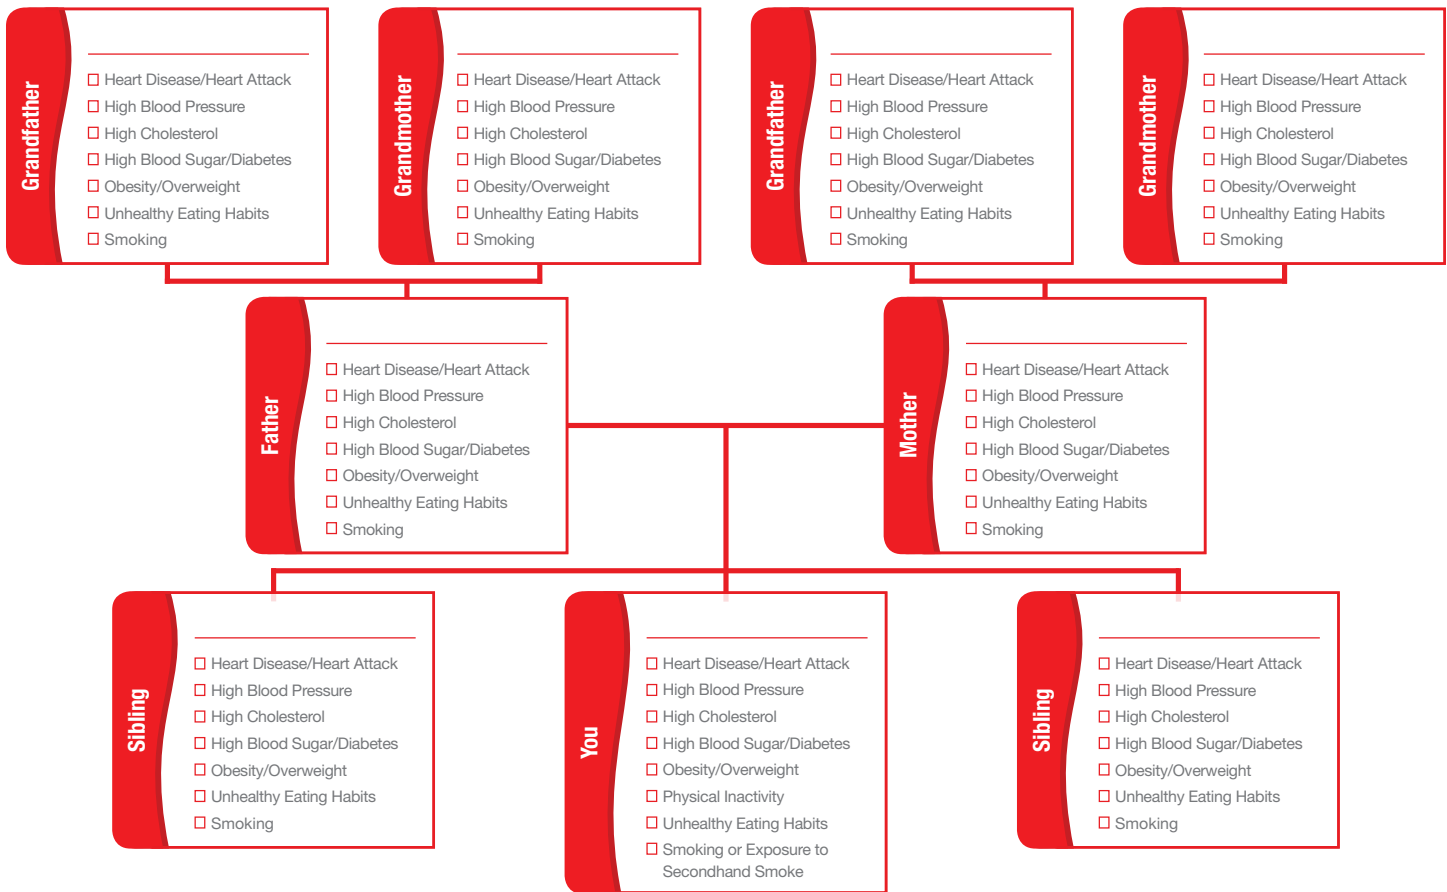 Grandfather
☐ Heart Disease/Heart Attack
☐ High Blood Pressure
☐ High Cholesterol
☐ High Blood Sugar/Diabetes
☐ Obesity/Overweight
☐ Unhealthy Eating Habits
☐ Smoking
Grandmother
☐ Heart Disease/Heart Attack
☐ High Blood Pressure
☐ High Cholesterol
☐ High Blood Sugar/Diabetes
☐ Obesity/Overweight
☐ Unhealthy Eating Habits
☐ Smoking
Grandfather
☐ Heart Disease/Heart Attack
☐ High Blood Pressure
☐ High Cholesterol
☐ High Blood Sugar/Diabetes
☐ Obesity/Overweight
☐ Unhealthy Eating Habits
☐ Smoking
Grandmother
☐ Heart Disease/Heart Attack
☐ High Blood Pressure
☐ High Cholesterol
☐ High Blood Sugar/Diabetes
☐ Obesity/Overweight
☐ Unhealthy Eating Habits
☐ Smoking
Father
☐ Heart Disease/Heart Attack
☐ High Blood Pressure
☐ High Cholesterol
☐ High Blood Sugar/Diabetes
☐ Obesity/Overweight
☐ Unhealthy Eating Habits
☐ Smoking
Mother
☐ Heart Disease/Heart Attack
☐ High Blood Pressure
☐ High Cholesterol
☐ High Blood Sugar/Diabetes
☐ Obesity/Overweight
☐ Unhealthy Eating Habits
☐ Smoking
Sibling
☐ Heart Disease/Heart Attack
☐ High Blood Pressure
☐ High Cholesterol
☐ High Blood Sugar/Diabetes
☐ Obesity/Overweight
☐ Unhealthy Eating Habits
☐ Smoking
You
☐ Heart Disease/Heart Attack
☐ High Blood Pressure
☐ High Cholesterol
☐ High Blood Sugar/Diabetes
☐ Obesity/Overweight
☐ Physical Inactivity
☐ Unhealthy Eating Habits
☐ Smoking or Exposure to
Secondhand Smoke
Sibling
☐ Heart Disease/Heart Attack
☐ High Blood Pressure
☐ High Cholesterol
☐ High Blood Sugar/Diabetes
☐ Obesity/Overweight
☐ Unhealthy Eating Habits
☐ Smoking